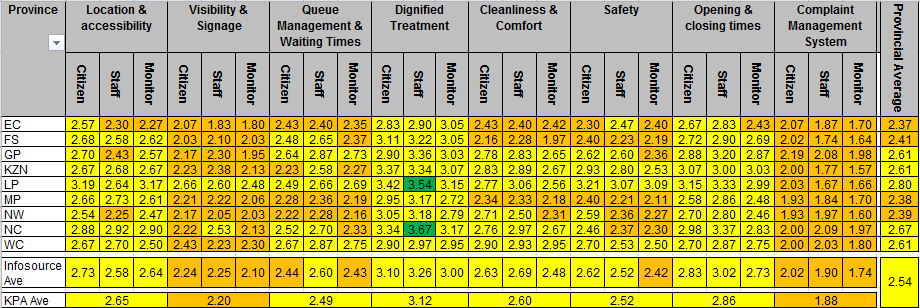 Province Location & accessibility Visibility & Signage Queue Management & Waiting Times Dignified Treatment Cleanliness & Comfort Safety Opening & closing times Complaint Management System Provincial Average
Citizen Staff Monitor Citizen Staff Monitor Citizen Staff Monitor Citizen Staff Monitor Citizen Staff Monitor Citizen Staff Monitor Citizen Staff Monitor Citizen Staff Monitor
EC 2.57 2.30 2.27 2.07 1.83 1.80 2.43 2.40 2.35 2.83 2.90 3.05 2.43 2.40 2.42 2.30 2.47 2.40 2.67 2.83 2.43 2.07 1.87 1.70 2.37
FS 2.68 2.58 2.62 2.03 2.10 2.03 2.48 2.65 2.37 3.11 3.22 3.05 2.16 2.28 1.97 2.40 2.23 2.19 2.72 2.90 2.69 2.02 1.74 1.64 2.41
GP 2.70 2.43 2.57 2.17 2.30 1.95 2.64 2.87 2.73 2.90 3.36 3.03 2.78 2.83 2.65 2.62 2.60 2.36 2.88 3.20 2.87 2.19 2.08 1.98 2.61
KZN 2.67 2.68 2.67 2.23 2.38 2.13 2.23 2.58 2.27 3.37 3.34 3.07 2.83 2.89 2.67 2.93 2.80 2.53 3.07 3.00 3.00 2.00 1.77 1.57 2.61
LP 3.19 2.64 3.17 2.66 2.60 2.48 2.49 2.66 2.69 3.42 3.54 3.15 2.77 3.06 2.56 3.21 3.07 3.09 3.15 3.33 2.99 2.03 1.67 1.66 2.80
MP 2.66 2.73 2.61 2.21 2.22 2.06 2.28 2.36 2.19 2.95 3.17 2.72 2.34 2.33 2.18 2.40 2.21 2.11 2.58 2.86 2.48 1.93 1.84 1.70 2.38
NW 2.54 2.25 2.47 2.17 2.05 2.03 2.22 2.28 2.16 3.05 3.18 2.79 2.71 2.50 2.31 2.59 2.36 2.27 2.70 2.80 2.46 1.93 1.97 1.60 2.39
NC 2.88 2.92 2.90 2.22 2.53 2.13 2.52 2.70 2.33 3.34 3.67 3.17 2.76 2.97 2.67 2.46 2.37 2.30 2.98 3.37 2.83 2.00 2.09 1.97 2.67
WC 2.67 2.70 2.50 2.43 2.23 2.30 2.67 2.87 2.75 2.90 2.97 2.90 2.90 2.93 2.95 2.70 2.53 2.50 2.70 2.87 2.75 2.00 2.03 1.80 2.61
Infosource Ave 2.73 2.58 2.64 2.24 2.25 2.10 2.44 2.60 2.43 3.10 3.26 3.00 2.63 2.69 2.48 2.62 2.52 2.42 2.83 3.02 2.73 2.02 1.90 1.74 2.54
KPA Ave 2.65 2.20 2.49 3.12 2.60 2.52 2.86 1.88